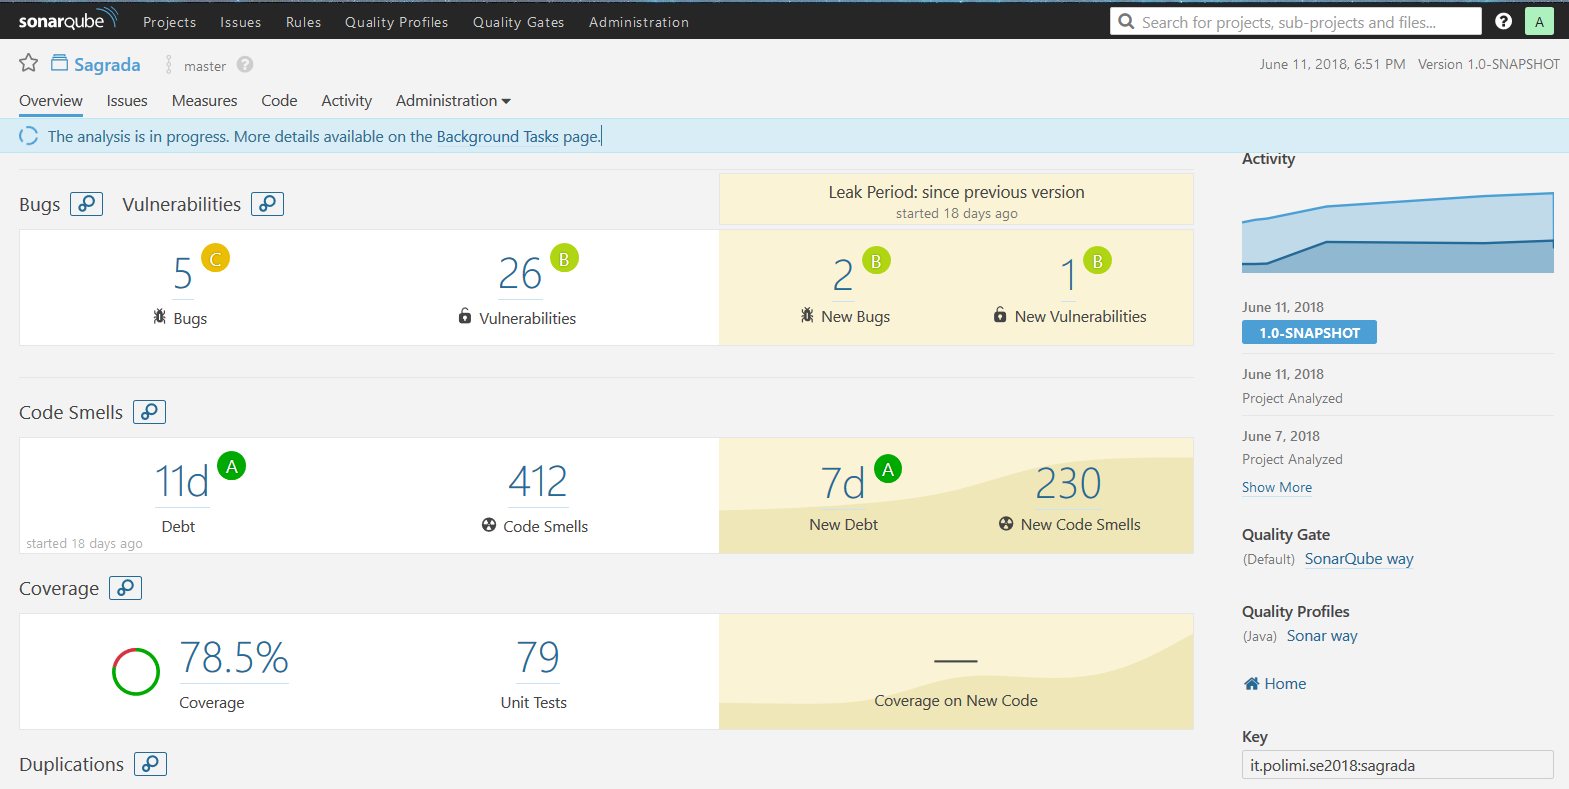 sonarqube Projects Issues Rules Quality Profiles Quality Gates Administration Search for projects, sub-projects and files... ? A
Sagrada master ? June 11, 2018, 6:51 PM Version 1.0-SNAPSHOT
Overview Issues Measures Code Activity Administration
The analysis is in progress. More details available on the Background Tasks page.
Bugs Vulnerabilities
Leak Period: since previous version
started 18 days ago
5 C
Bugs
26 B
Vulnerabilities
2 B
New Bugs
1 B
New Vulnerabilities
Code Smells
11d A
Debt
started 18 days ago
412
Code Smells
7d A
New Debt
230
New Code Smells
Coverage
78.5%
Coverage
79
Unit Tests
—
Coverage on New Code
Duplications
Activity
June 11, 2018
1.0-SNAPSHOT
June 11, 2018
Project Analyzed
June 7, 2018
Project Analyzed
Show More
Quality Gate
(Default) SonarQube way
Quality Profiles
(Java) Sonar way
Home
Key
it.polimi.se2018:sagrada